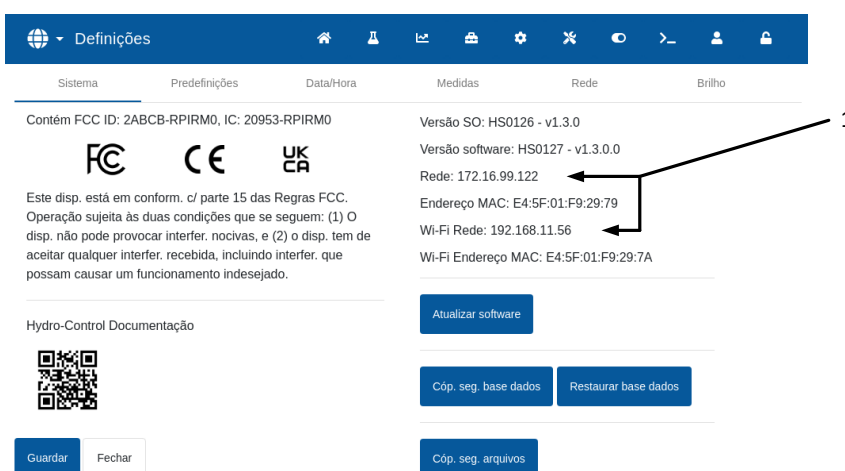 Definições
Sistema
Predefinições
Data/Hora
Medidas
Rede
Brilho
Contém FCC ID: 2ABCB-RPIRM0, IC: 20953-RPIRM0
FC CE UK CA
Este disp. está em conform. c/ parte 15 das Regras FCC.
Operação sujeita às duas condições que se seguem: (1) O
disp. não pode provocar interfer. nocivas, e (2) o disp. tem de
aceitar qualquer interfer. recebida, incluindo interfer. que
possam causar um funcionamento indesejado.
Hydro-Control Documentação
Guardar
Fechar
Versão SO: HS0126 - v1.3.0
Versão software: HS0127 - v1.3.0.0
Rede: 172.16.99.122
Endereço MAC: E4:5F:01:F9:29:79
Wi-Fi Rede: 192.168.11.56
Wi-Fi Endereço MAC: E4:5F:01:F9:29:7A
Atualizar software
Cóp. seg. base dados
Restaurar base dados
Cóp. seg. arquivos
1